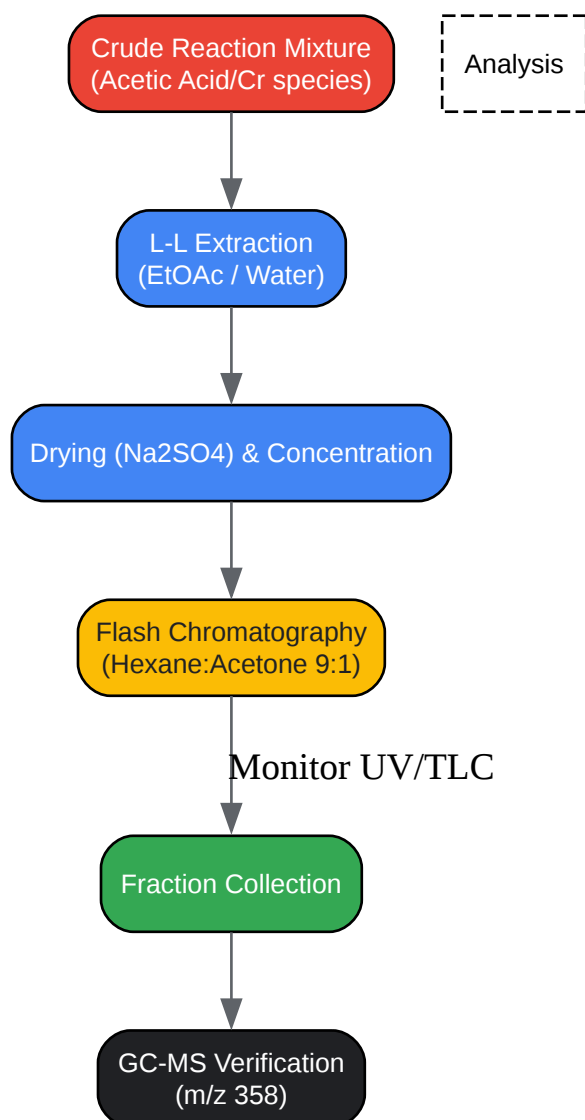 Crude Reaction Mixture
(Acetic Acid/Cr species)
Analysis
L-L Extraction
(EtOAc / Water)
Drying (Na2SO4) & Concentration
Flash Chromatography
(Hexane:Acetone 9:1)
Monitor UV/TLC
Fraction Collection
GC-MS Verification
(m/z 358)